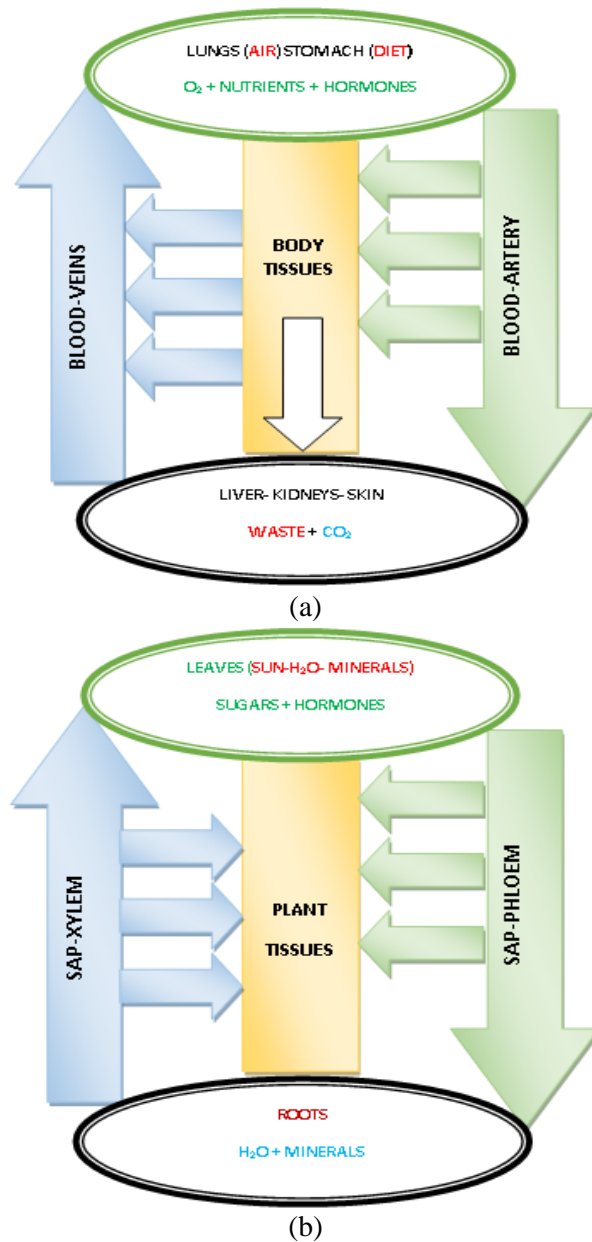 LUNGS (AIR) STOMACH (DIET)
O₂ + NUTRIENTS + HORMONES
BLOOD-VEINS
BODY
TISSUES
BLOOD-ARTERY
LIVER- KIDNEYS- SKIN
WASTE + CO₂
(a)
LEAVES (SUN-H₂O- MINERALS)
SUGARS + HORMONES
SAP-XYLEM
PLANT
TISSUES
SAP-PHLOEM
ROOTS
H₂O + MINERALS
(b)